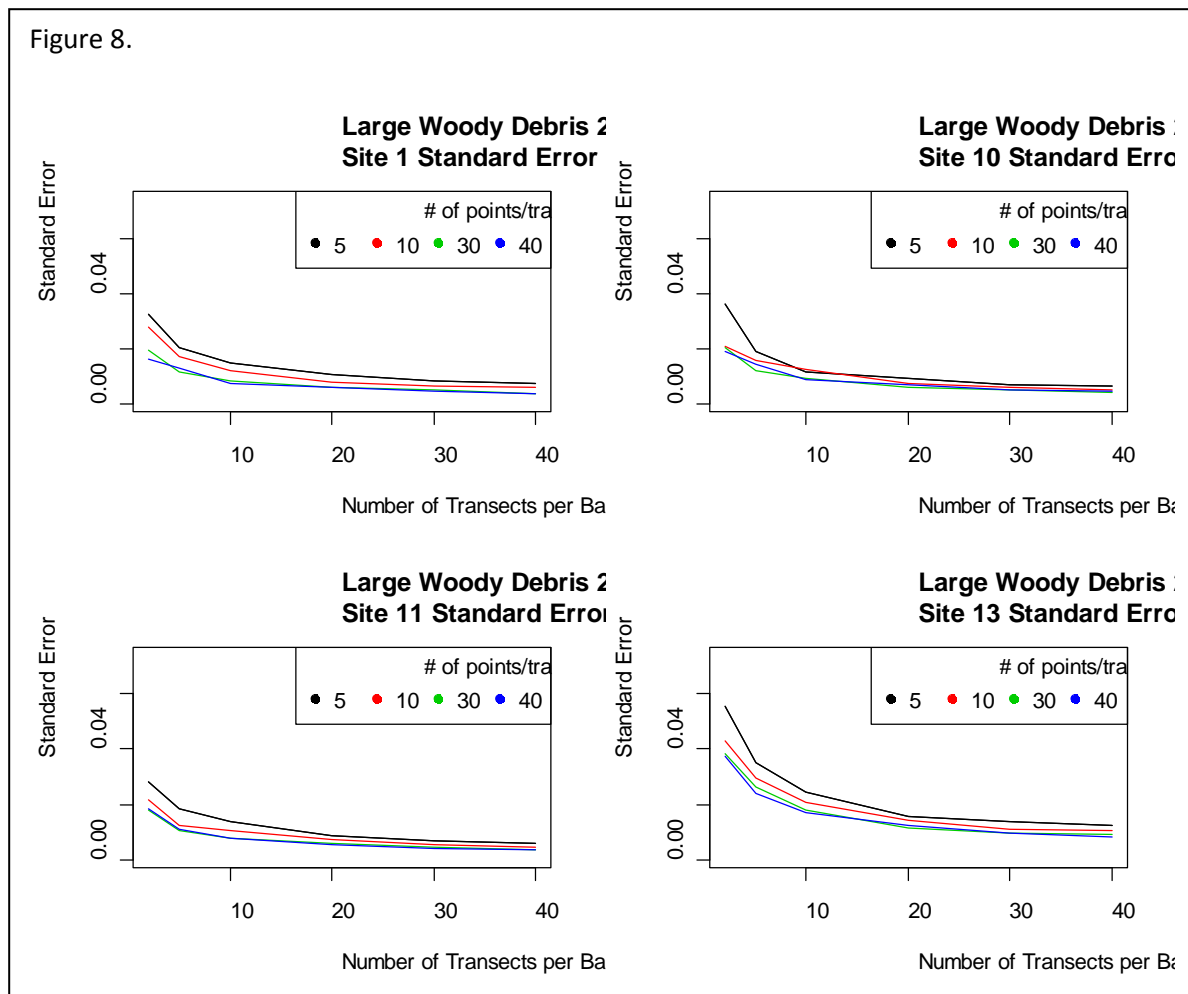 Figure 8.
Large Woody Debris 2
Site 1 Standard Error
Standard Error
0.04
0.00
# of points/tra
5 10 30 40
10 20 30 40
Number of Transects per Ba
Large Woody Debris
Site 10 Standard Erro
Standard Error
0.04
0.00
# of points/tra
5 10 30 40
10 20 30 40
Number of Transects per Ba
Large Woody Debris 2
Site 11 Standard Error
Standard Error
0.04
0.00
# of points/tra
5 10 30 40
10 20 30 40
Number of Transects per Ba
Large Woody Debris
Site 13 Standard Erro
Standard Error
0.04
0.00
# of points/tra
5 10 30 40
10 20 30 40
Number of Transects per Ba